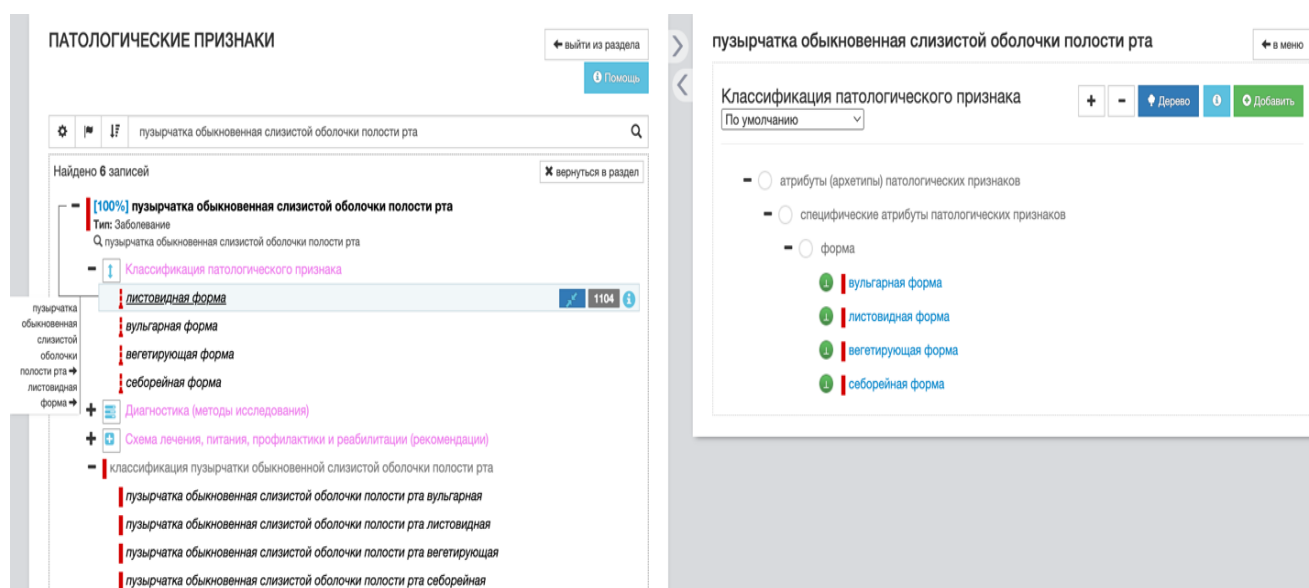 ПАТОЛОГИЧЕСКИЕ ПРИЗНАКИ
выйти из раздела
Помощь
пузырчатка обыкновенная слизистой оболочки полости рта
Найдено 6 записей
вернуться в раздел
[100%] пузырчатка обыкновенная слизистой оболочки полости рта
Тип: Заболевание
пузырчатка обыкновенная слизистой оболочки полости рта
Классификация патологического признака
листовидная форма
1104
вульгарная форма
вегетирующая форма
себорейная форма
Диагностика (методы исследования)
Схема лечения, питания, профилактики и реабилитации (рекомендации)
классификация пузырчатки обыкновенной слизистой оболочки полости рта
пузырчатка обыкновенная слизистой оболочки полости рта вульгарная
пузырчатка обыкновенная слизистой оболочки полости рта листовидная
пузырчатка обыкновенная слизистой оболочки полости рта вегетирующая
пузырчатка обыкновенная слизистой оболочки полости рта себорейная
пузырчатка
обыкновенная
слизистой
оболочки
полости рта
листовидная
форма
пузырчатка обыкновенная слизистой оболочки полости рта
в меню
Классификация патологического признака
Дерево
Добавить
По умолчанию
атрибуты (архетипы) патологических признаков
специфические атрибуты патологических признаков
форма
вульгарная форма
листовидная форма
вегетирующая форма
себорейная форма